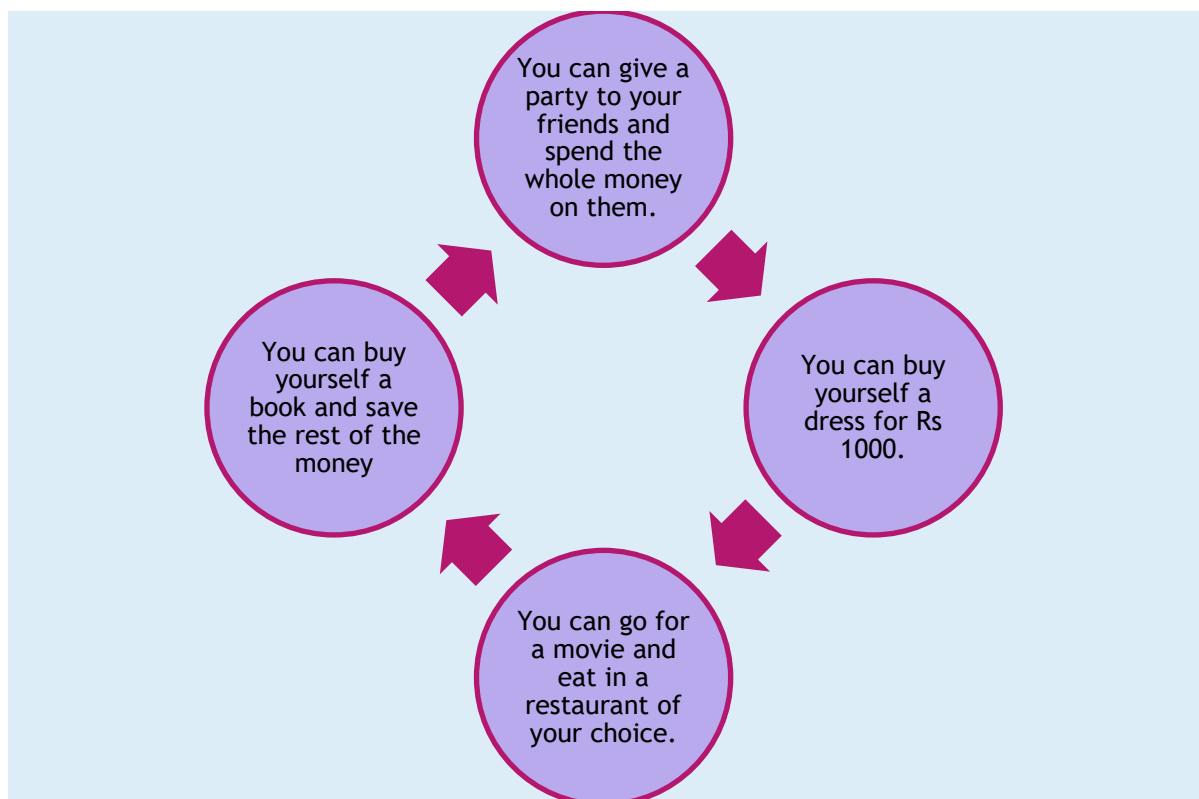 You can give a
party to your
friends and
spend the
whole money
on them.
You can buy
yourself a
dress for Rs
1000.
You can go for
a movie and
eat in a
restaurant of
your choice.
You can buy
yourself a
book and save
the rest of the
money